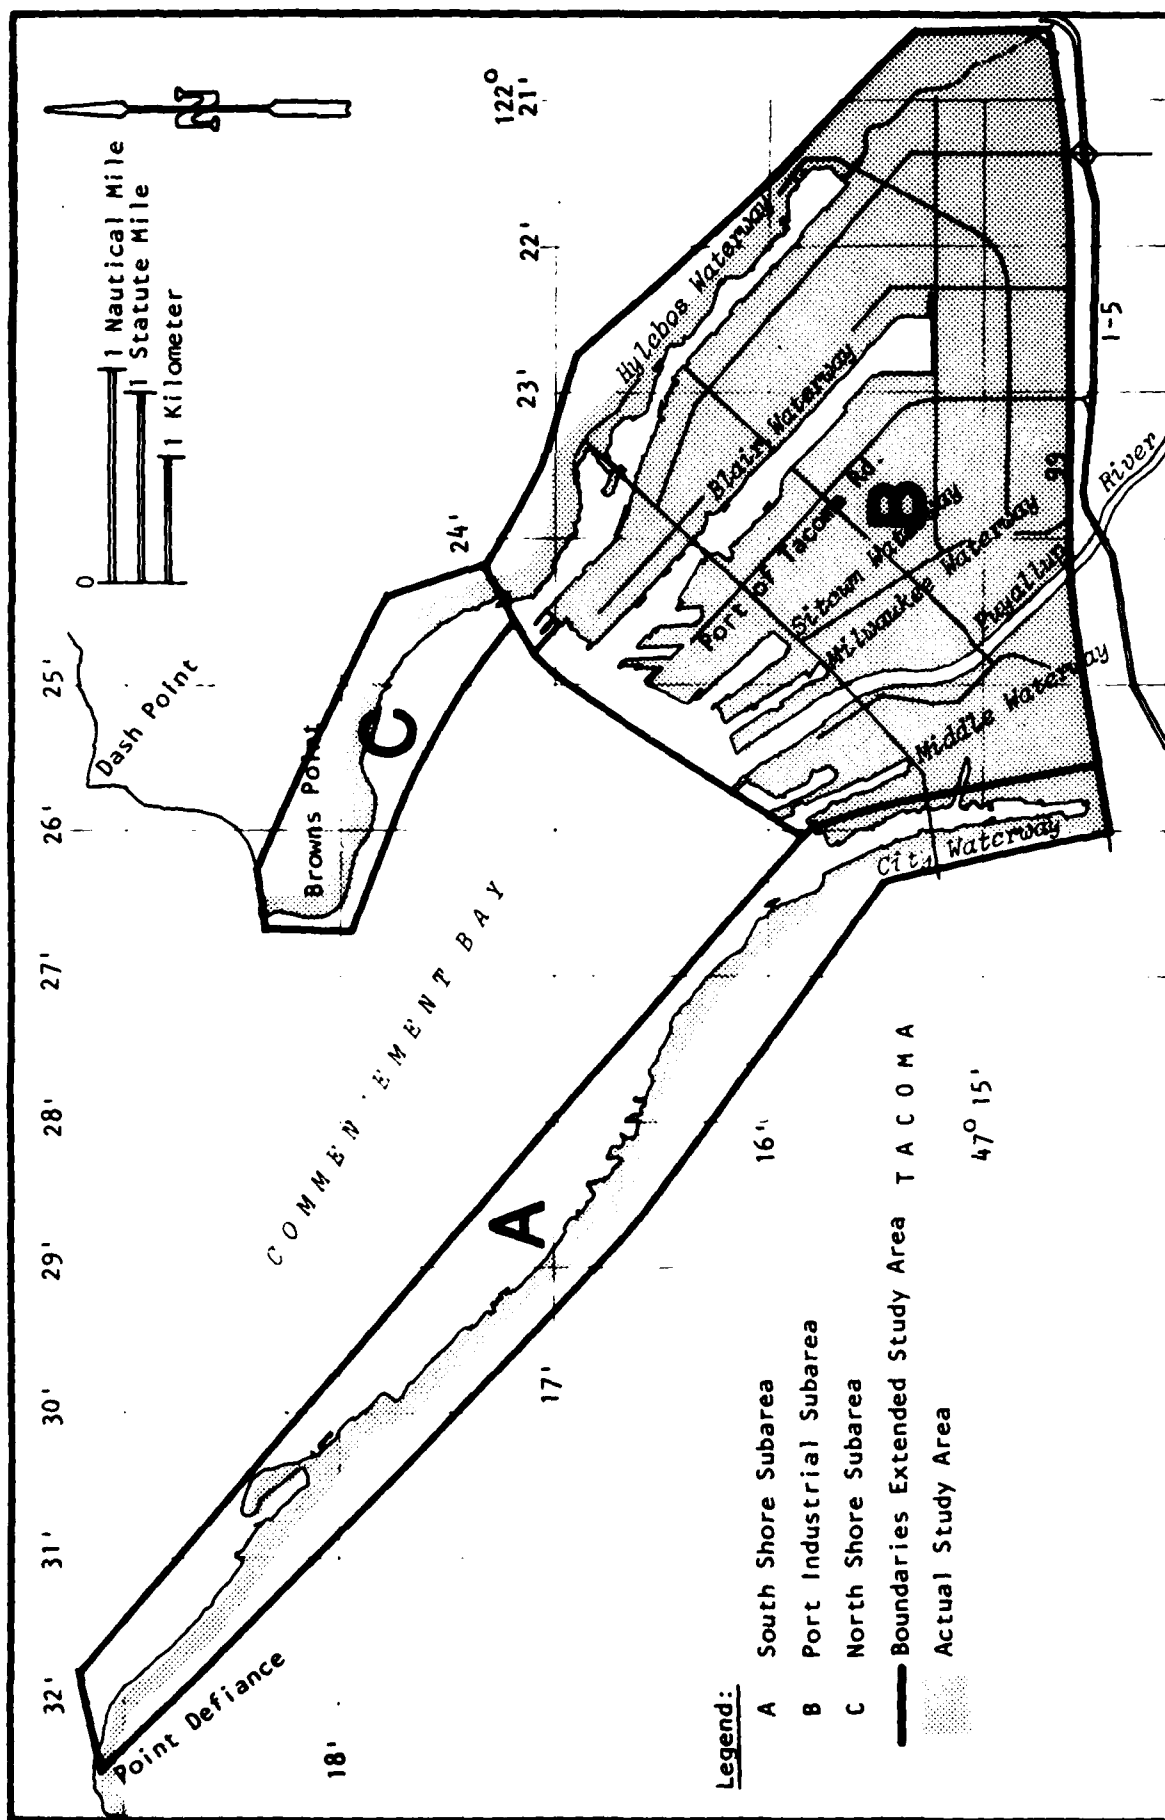 32'
31'
30'
29'
28'
27'
26'
25'
24'
23'
22'
122°
21'
0
1 Nautical Mile
1 Statute Mile
1 Kilometer
N
Dash Point
Browns Point
C
COMMEN EMENT BAY
Point Defiance
18'
17'
16'
47° 15'
A
B
Hylebos Waterway
Blair Waterway
Port of Tacoma Rd.
Sitcum Waterway
Milwaukee Waterway
Puyallup
River
Middle Waterway
City Waterway
99
I-5
TACOMA
Legend:
A South Shore Subarea
B Port Industrial Subarea
C North Shore Subarea
Boundaries Extended Study Area
Actual Study Area